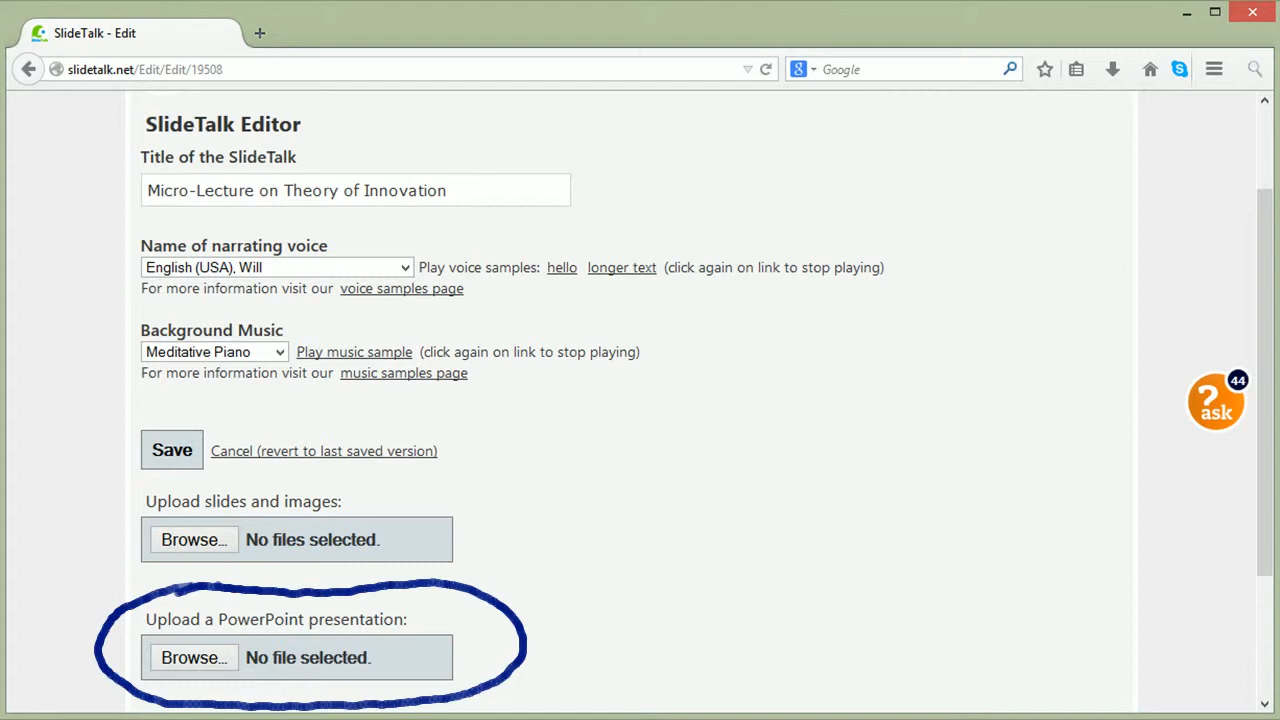 SlideTalk - Edit
slidetalk.net/Edit/Edit/19508
Google
SlideTalk Editor
Title of the SlideTalk
Micro-Lecture on Theory of Innovation
Name of narrating voice
English (USA), Will Play voice samples: hello longer text (click again on link to stop playing)
For more information visit our voice samples page
Background Music
Meditative Piano Play music sample (click again on link to stop playing)
For more information visit our music samples page
44
? ask
Save Cancel (revert to last saved version)
Upload slides and images:
Browse... No files selected.
Upload a PowerPoint presentation:
Browse... No file selected.